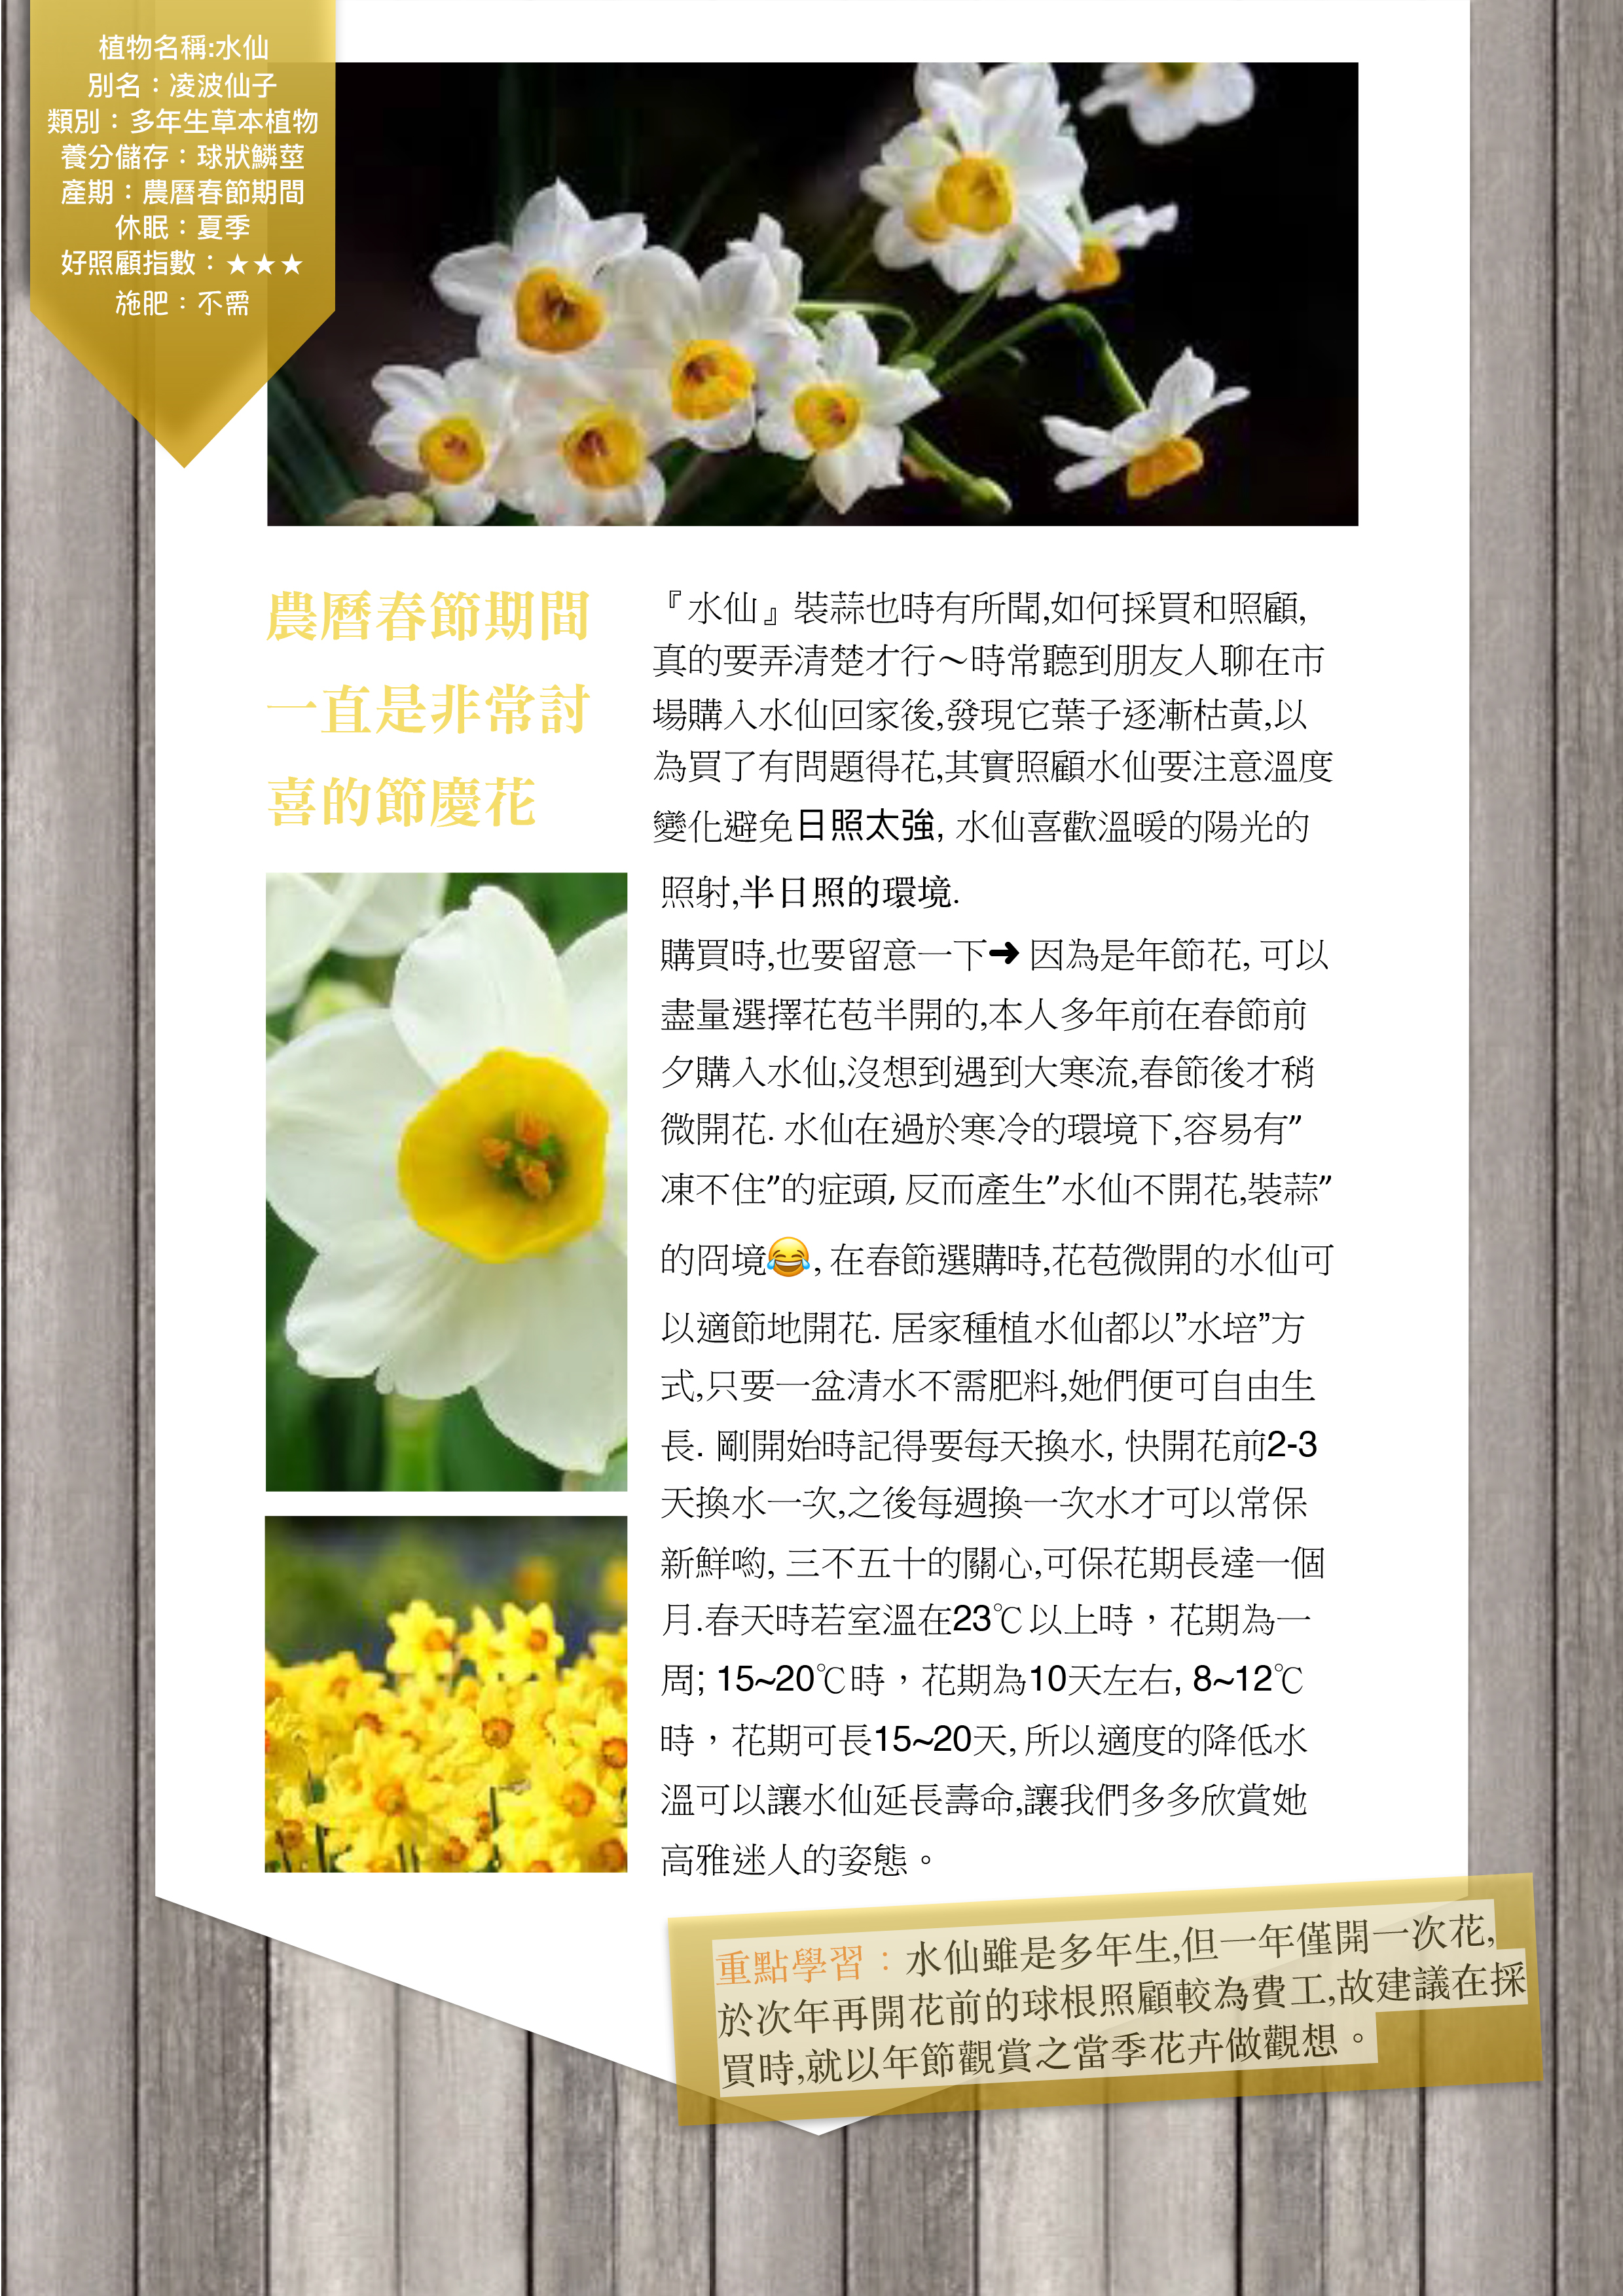 植物名稱:水仙
別名：凌波仙子
類別：多年生草本植物
養分儲存：球狀鱗莖
產期：農曆春節期間
休眠：夏季
好照顧指數：★★★
施肥：不需
農曆春節期間
一直是非常討
喜的節慶花
『水仙』裝蒜也時有所聞,如何採買和照顧,
真的要弄清楚才行～時常聽到朋友人聊在市
場購入水仙回家後,發現它葉子逐漸枯黃,以
為買了有問題得花,其實照顧水仙要注意溫度
變化避免日照太強, 水仙喜歡溫暖的陽光的
照射,半日照的環境.
購買時,也要留意一下➜ 因為是年節花, 可以
盡量選擇花苞半開的,本人多年前在春節前
夕購入水仙,沒想到遇到大寒流,春節後才稍
微開花. 水仙在過於寒冷的環境下,容易有”
凍不住”的症頭, 反而產生”水仙不開花,裝蒜”
的冏境😂, 在春節選購時,花苞微開的水仙可
以適節地開花. 居家種植水仙都以”水培”方
式,只要一盆清水不需肥料,她們便可自由生
長. 剛開始時記得要每天換水, 快開花前2-3
天換水一次,之後每週換一次水才可以常保
新鮮喲, 三不五十的關心,可保花期長達一個
月.春天時若室溫在23℃以上時，花期為一
周; 15~20℃時，花期為10天左右, 8~12℃
時，花期可長15~20天, 所以適度的降低水
溫可以讓水仙延長壽命,讓我們多多欣賞她
高雅迷人的姿態。
重點學習：水仙雖是多年生,但一年僅開一次花,
於次年再開花前的球根照顧較為費工,故建議在採
買時,就以年節觀賞之當季花卉做觀想。